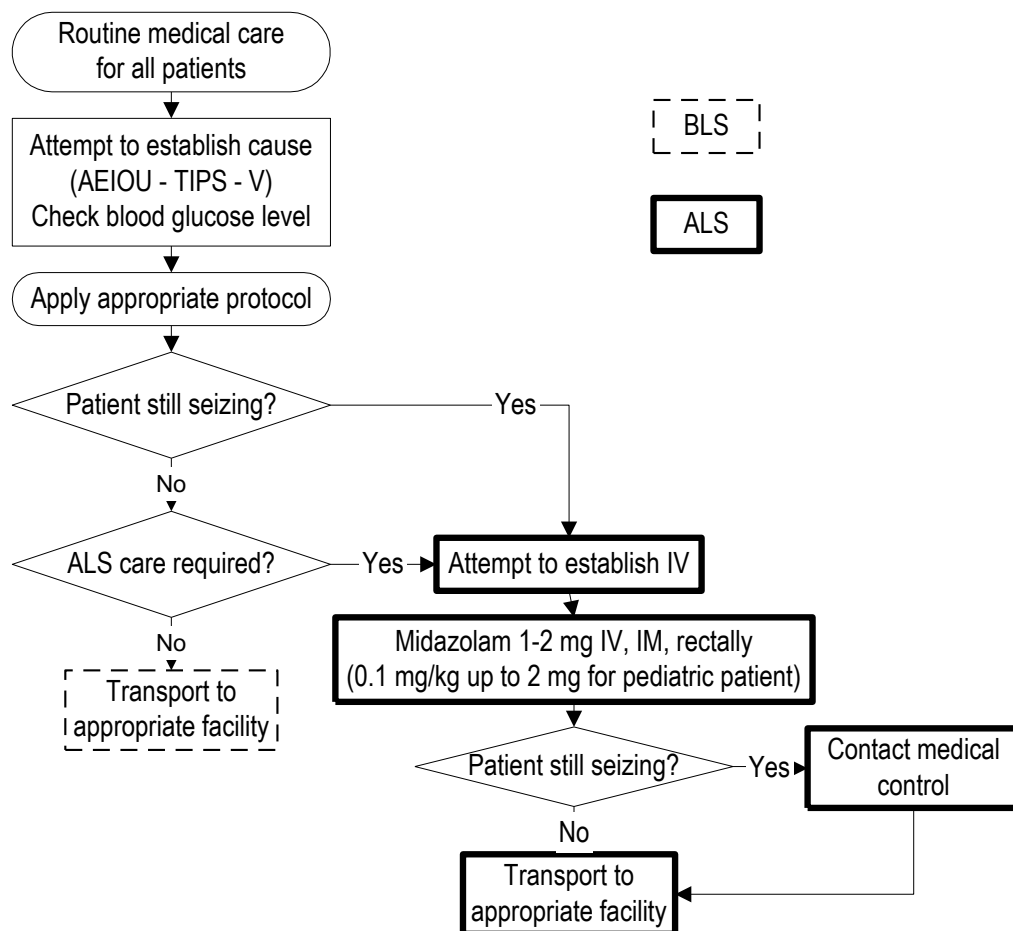 Routine medical care
for all patients
BLS
Attempt to establish cause
(AEIOU - TIPS - V)
Check blood glucose level
ALS
Apply appropriate protocol
Patient still seizing?
Yes
No
ALS care required?
Yes
Attempt to establish IV
No
Midazolam 1-2 mg IV, IM, rectally
(0.1 mg/kg up to 2 mg for pediatric patient)
Transport to
appropriate facility
Patient still seizing?
Yes
Contact medical
control
No
Transport to
appropriate facility